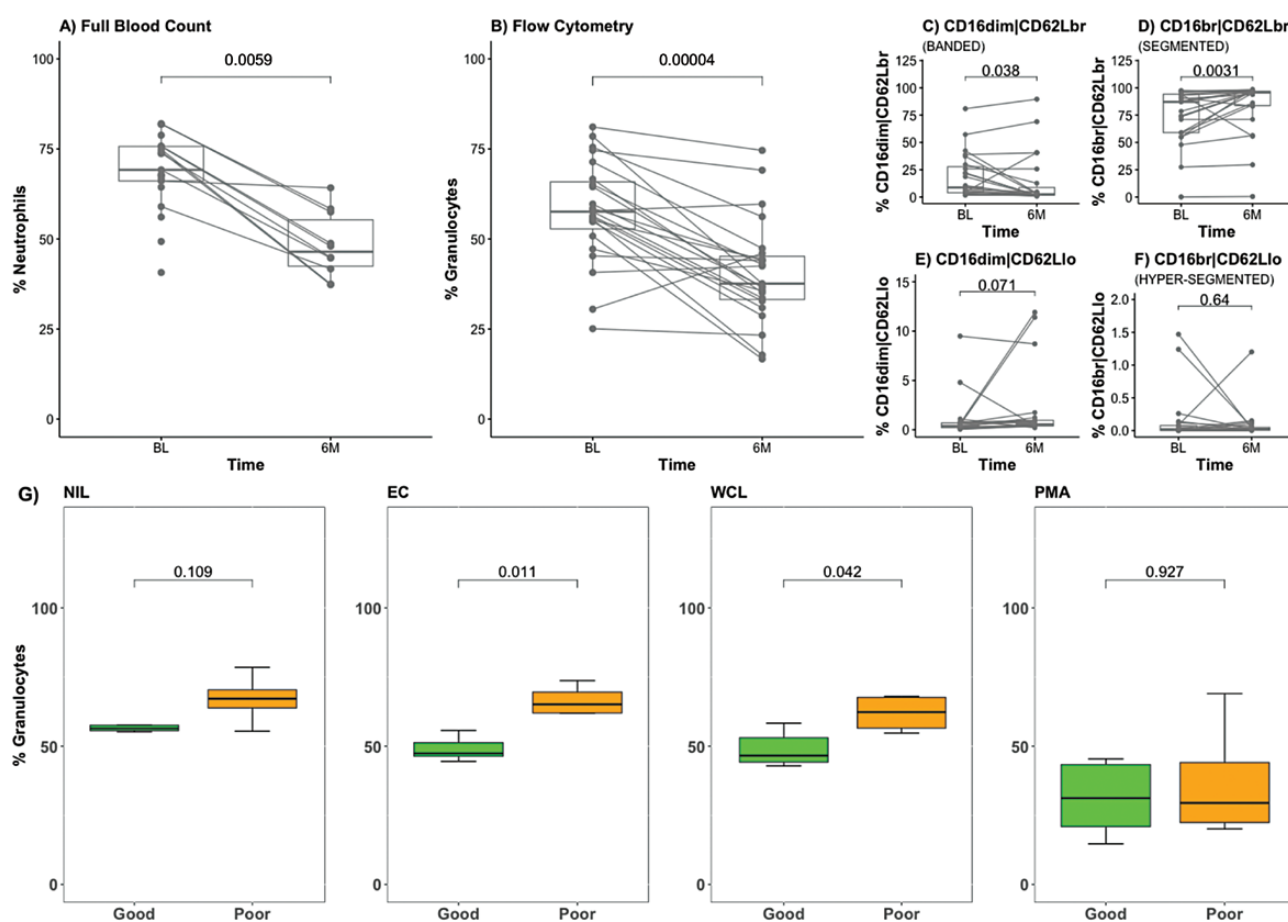 A) Full Blood Count
% Neutrophils
100
75
50
25
0
0.0059
BL
6M
Time
B) Flow Cytometry
% Granulocytes
100
75
50
25
0
0.00004
BL
6M
Time
C) CD16dim|CD62Lbr
(BANDED)
% CD16dim|CD62Lbr
125
100
75
50
25
0
0.038
BL
6M
Time
D) CD16br|CD62Lbr
(SEGMENTED)
% CD16br|CD62Lbr
125
100
75
50
25
0
0.0031
BL
6M
Time
E) CD16dim|CD62Llo
% CD16dim|CD62Llo
15
10
5
0
0.071
BL
6M
Time
F) CD16br|CD62Llo
(HYPER-SEGMENTED)
% CD16br|CD62Llo
2.0
1.5
1.0
0.5
0.0
0.64
BL
6M
Time
G)
NIL
% Granulocytes
100
50
0
0.109
Good
Poor
EC
100
50
0
0.011
Good
Poor
WCL
100
50
0
0.042
Good
Poor
PMA
100
50
0
0.927
Good
Poor